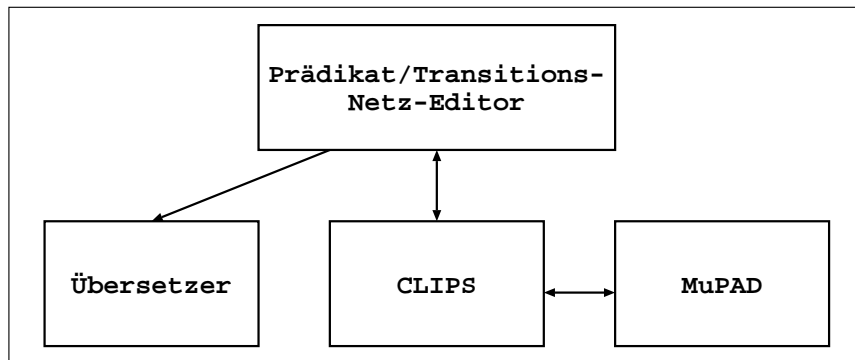 Prädikat/Transitions-
Netz-Editor
Übersetzer
CLIPS
MuPAD